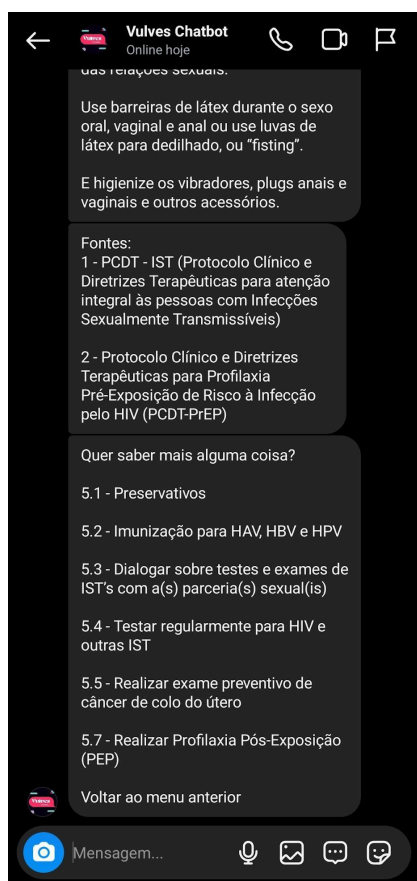 Vulves Chatbot
Online hoje
das relações sexuais.
Use barreiras de látex durante o sexo
oral, vaginal e anal ou use luvas de
látex para dedilhado, ou “fisting”.
E higienize os vibradores, plugs anais e
vaginais e outros acessórios.
Fontes:
1 - PCDT - IST (Protocolo Clínico e
Diretrizes Terapêuticas para atenção
integral às pessoas com Infecções
Sexualmente Transmissíveis)
2 - Protocolo Clínico e Diretrizes
Terapêuticas para Profilaxia
Pré-Exposição de Risco à Infecção
pelo HIV (PCDT-PrEP)
Quer saber mais alguma coisa?
5.1 - Preservativos
5.2 - Imunização para HAV, HBV e HPV
5.3 - Dialogar sobre testes e exames de
IST’s com a(s) parceria(s) sexual(is)
5.4 - Testar regularmente para HIV e
outras IST
5.5 - Realizar exame preventivo de
câncer de colo do útero
5.7 - Realizar Profilaxia Pós-Exposição
(PEP)
Voltar ao menu anterior
Mensagem...